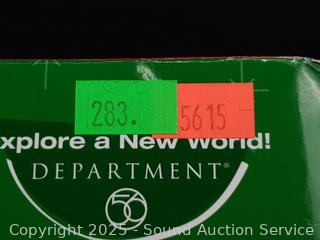 283. 5615
xplore a New World!
DEPARTMENT®
56
Copyright 2025 - Sound Auction Service